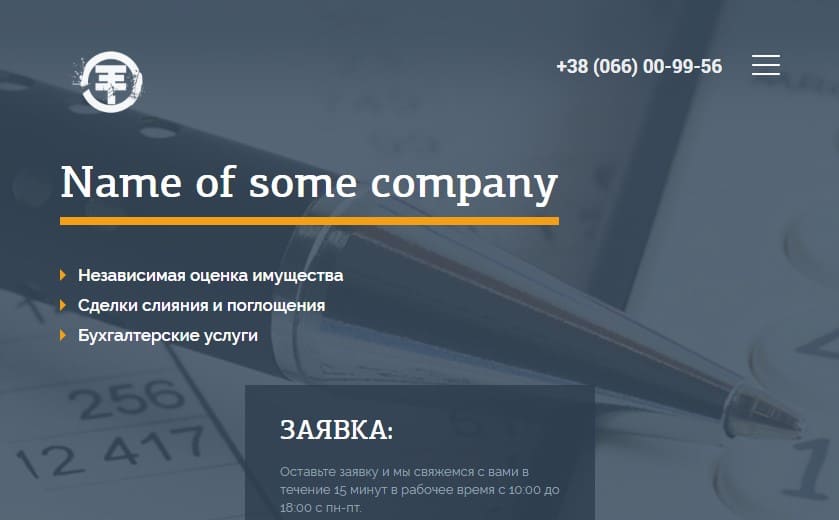 +38 (066) 00-99-56
Name of some company
Независимая оценка имущества
Сделки слияния и поглощения
Бухгалтерские услуги
256
12 417
ЗАЯВКА:
Оставьте заявку и мы свяжемся с вами в
течение 15 минут в рабочее время с 10:00 до
18:00 с пн-пт.